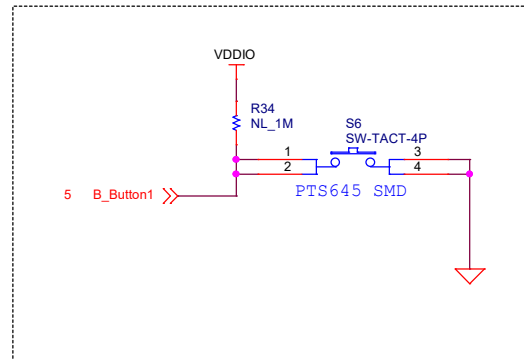 VDDIO
R34
NL_1M
S6
SW-TACT-4P
1
3
2
4
5 B_Button1
PTS645 SMD